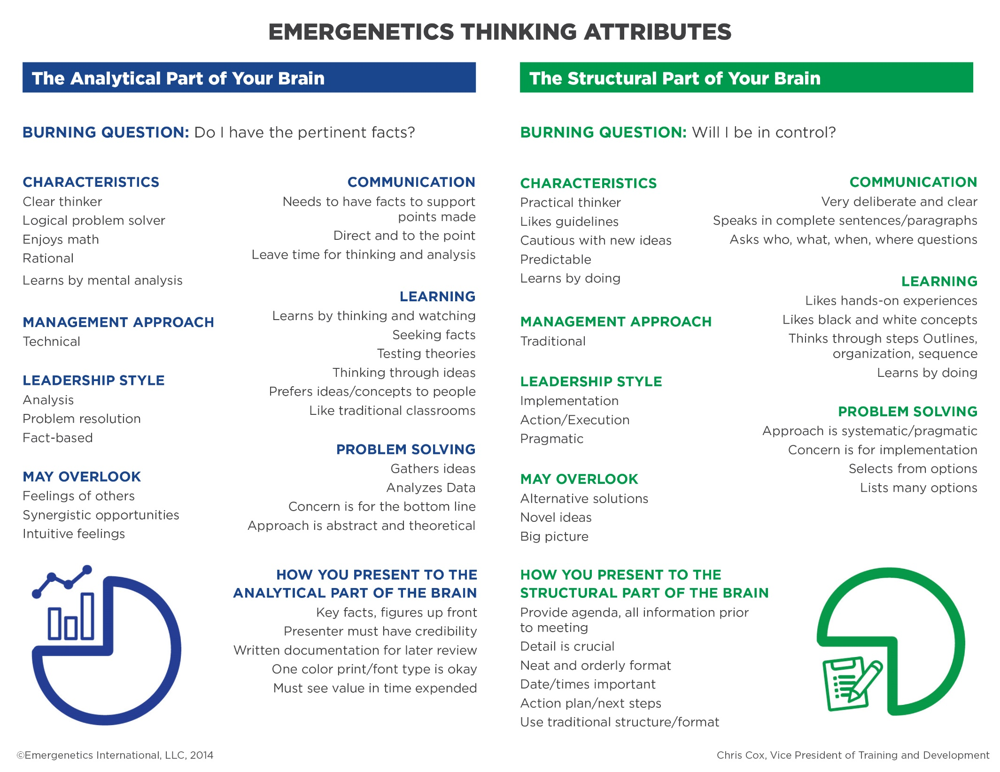 EMERGENETICS THINKING ATTRIBUTES
The Analytical Part of Your Brain
BURNING QUESTION: Do I have the pertinent facts?
CHARACTERISTICS
Clear thinker
Logical problem solver
Enjoys math
Rational
Learns by mental analysis
MANAGEMENT APPROACH
Technical
LEADERSHIP STYLE
Analysis
Problem resolution
Fact-based
MAY OVERLOOK
Feelings of others
Synergistic opportunities
Intuitive feelings
COMMUNICATION
Needs to have facts to support
points made
Direct and to the point
Leave time for thinking and analysis
LEARNING
Learns by thinking and watching
Seeking facts
Testing theories
Thinking through ideas
Prefers ideas/concepts to people
Like traditional classrooms
PROBLEM SOLVING
Gathers ideas
Analyzes Data
Concern is for the bottom line
Approach is abstract and theoretical
HOW YOU PRESENT TO THE
ANALYTICAL PART OF THE BRAIN
Key facts, figures up front
Presenter must have credibility
Written documentation for later review
One color print/font type is okay
Must see value in time expended
The Structural Part of Your Brain
BURNING QUESTION: Will I be in control?
CHARACTERISTICS
Practical thinker
Likes guidelines
Cautious with new ideas
Predictable
Learns by doing
MANAGEMENT APPROACH
Traditional
LEADERSHIP STYLE
Implementation
Action/Execution
Pragmatic
MAY OVERLOOK
Alternative solutions
Novel ideas
Big picture
COMMUNICATION
Very deliberate and clear
Speaks in complete sentences/paragraphs
Asks who, what, when, where questions
LEARNING
Likes hands-on experiences
Likes black and white concepts
Thinks through steps Outlines,
organization, sequence
Learns by doing
PROBLEM SOLVING
Approach is systematic/pragmatic
Concern is for implementation
Selects from options
Lists many options
HOW YOU PRESENT TO THE
STRUCTURAL PART OF THE BRAIN
Provide agenda, all information prior
to meeting
Detail is crucial
Neat and orderly format
Date/times important
Action plan/next steps
Use traditional structure/format
©Emergenetics International, LLC, 2014
Chris Cox, Vice President of Training and Development